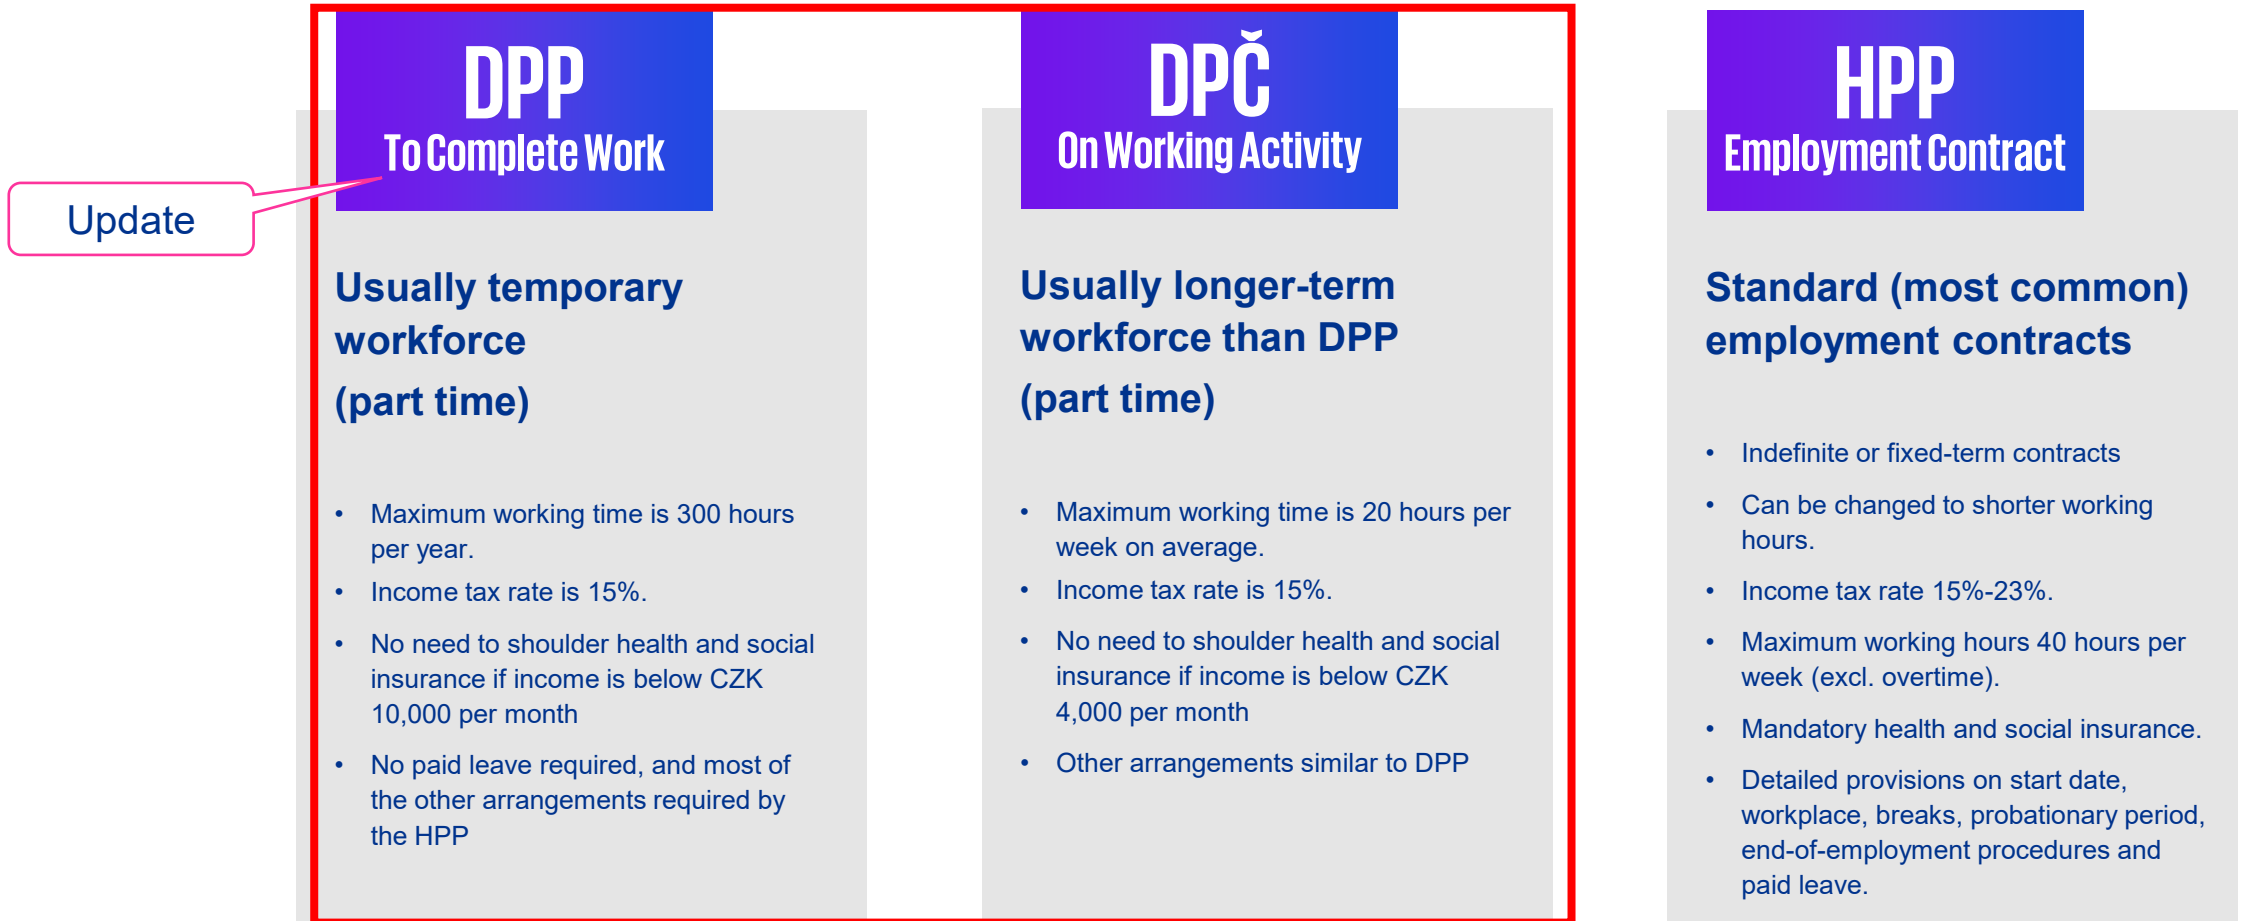 Update
DPP
To Complete Work
Usually temporary
workforce
(part time)
• Maximum working time is 300 hours
per year.
• Income tax rate is 15%.
• No need to shoulder health and social
insurance if income is below CZK
10,000 per month
• No paid leave required, and most of
the other arrangements required by
the HPP
DPČ
On Working Activity
Usually longer-term
workforce than DPP
(part time)
• Maximum working time is 20 hours per
week on average.
• Income tax rate is 15%.
• No need to shoulder health and social
insurance if income is below CZK
4,000 per month
• Other arrangements similar to DPP
HPP
Employment Contract
Standard (most common)
employment contracts
• Indefinite or fixed-term contracts
• Can be changed to shorter working
hours.
• Income tax rate 15%-23%.
• Maximum working hours 40 hours per
week (excl. overtime).
• Mandatory health and social insurance.
• Detailed provisions on start date,
workplace, breaks, probationary period,
end-of-employment procedures and
paid leave.